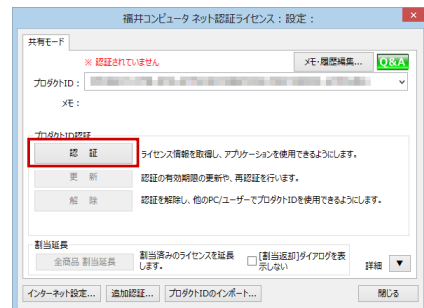 福井コンピュータ ネット認証ライセンス : 設定 :
共有モード
※ 認証されていません
メモ・履歴編集...
Q&A
プロダクトID :
メモ :
プロダクトID認証
認 証
ライセンス情報を取得し、アプリケーションを使用できるようにします。
更 新
認証の有効期限の更新や、再認証を行います。
解 除
認証を解除し、他のPC/ユーザーでプロダクトIDを使用できるようにします。
割当延長
全商品 割当延長
割当済みのライセンスを延長
します。
[割当返却]ダイアログを表
示しない
詳細 ▼
インターネット設定...
追加認証...
プロダクトIDのインポート...
閉じる